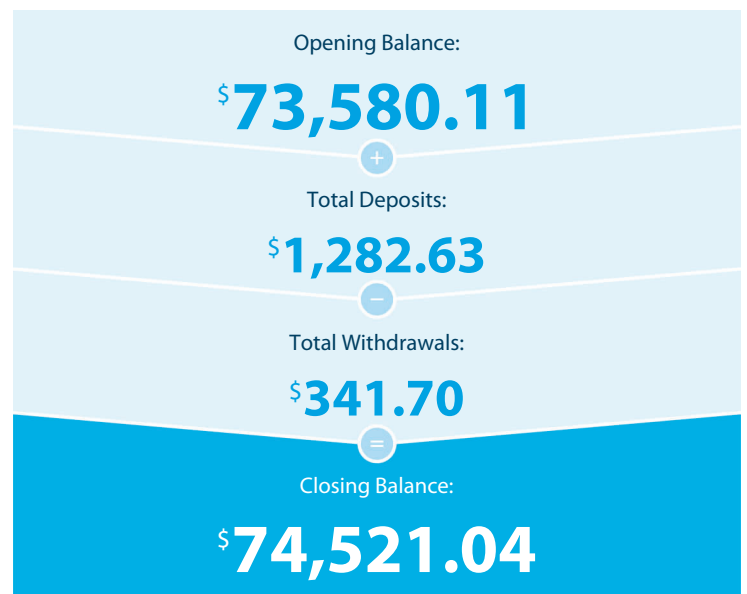 Opening Balance:
$73,580.11
+
Total Deposits:
$1,282.63
−
Total Withdrawals:
$341.70
=
Closing Balance:
$74,521.04